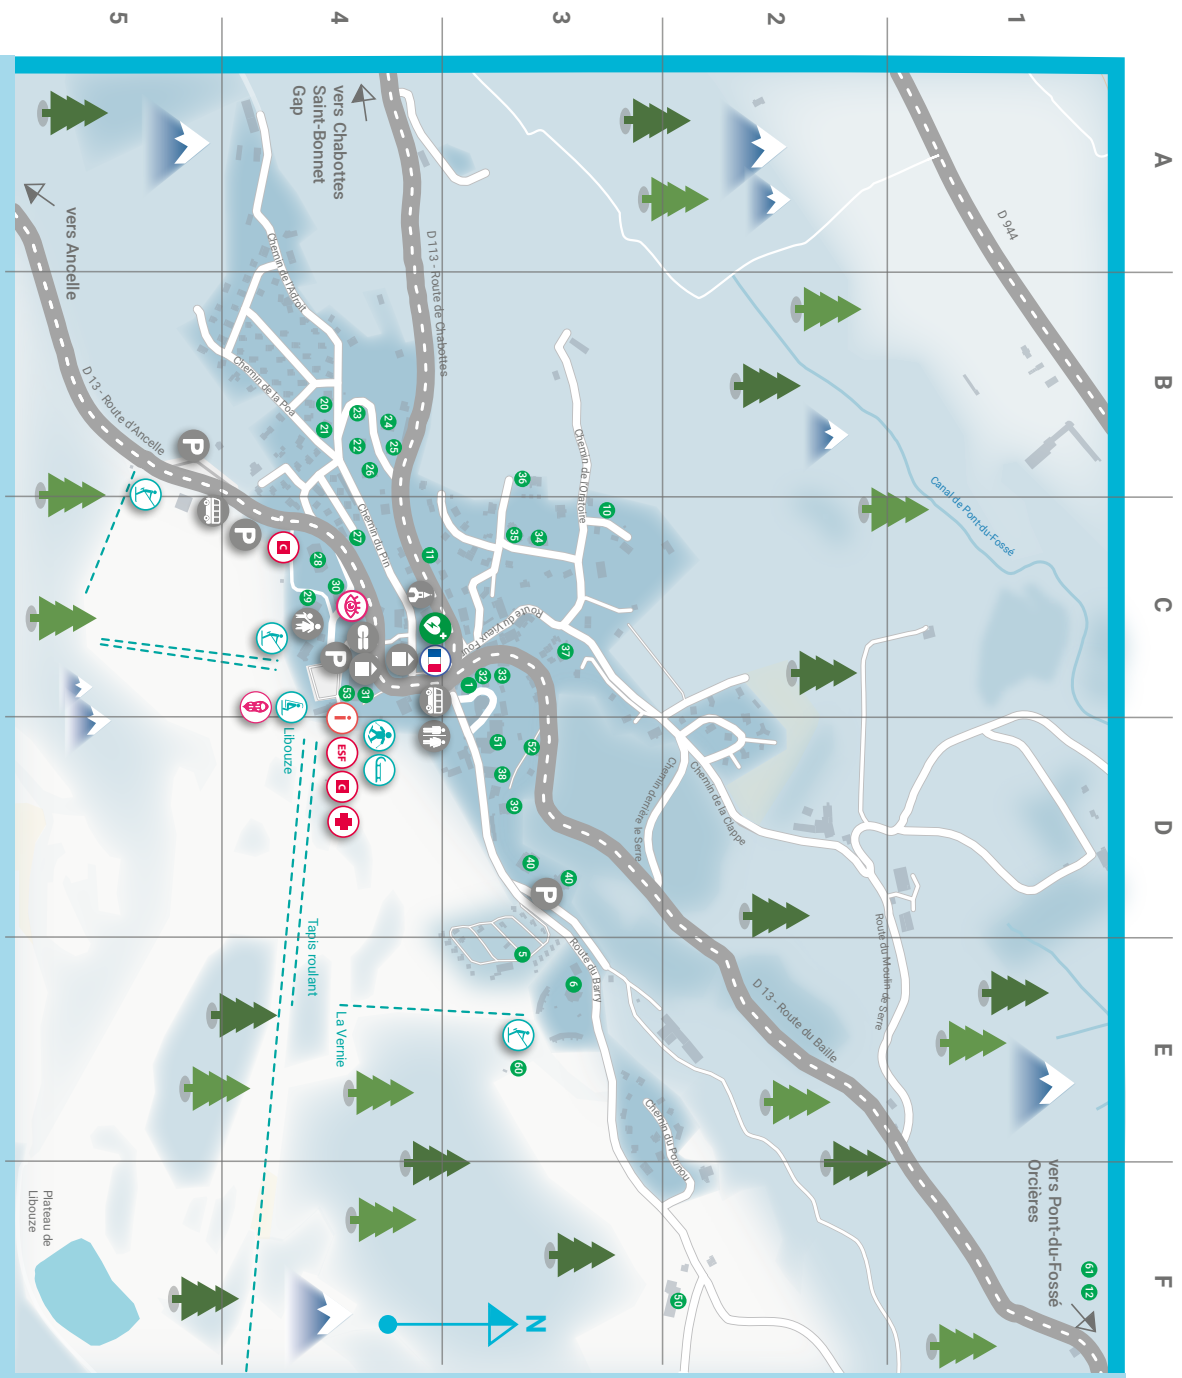 A
B
C
D
E
F
1
2
3
4
5
D 944
vers Pont-du-Fossé
Orcières
61
12
Canal de Pont-du-Fossé
Route du Moulin de Serre
D 13 - Route du Baille
Chemin de la Clappe
Chemin derrière le Serre
Chemin du Pounou
50
Chemin de l'Oratoire
10
36
35
34
37
Route du Vieux Four
33
32
1
51
52
38
39
40
40
P
Route du Barry
5
6
60
La Vernie
vers Chabottes
Saint-Bonnet
Gap
D 113 - Route de Chabottes
11
Chemin de l'Adroit
Chemin de la Poa
20
21
23
22
24
25
26
Chemin du Pin
27
28
30
29
P
31
53
C
P
P
i
ESF
C
Libouze
Tapis roulant
vers Ancelle
D 13 - Route d'Ancelle
Plateau de
Libouze
N